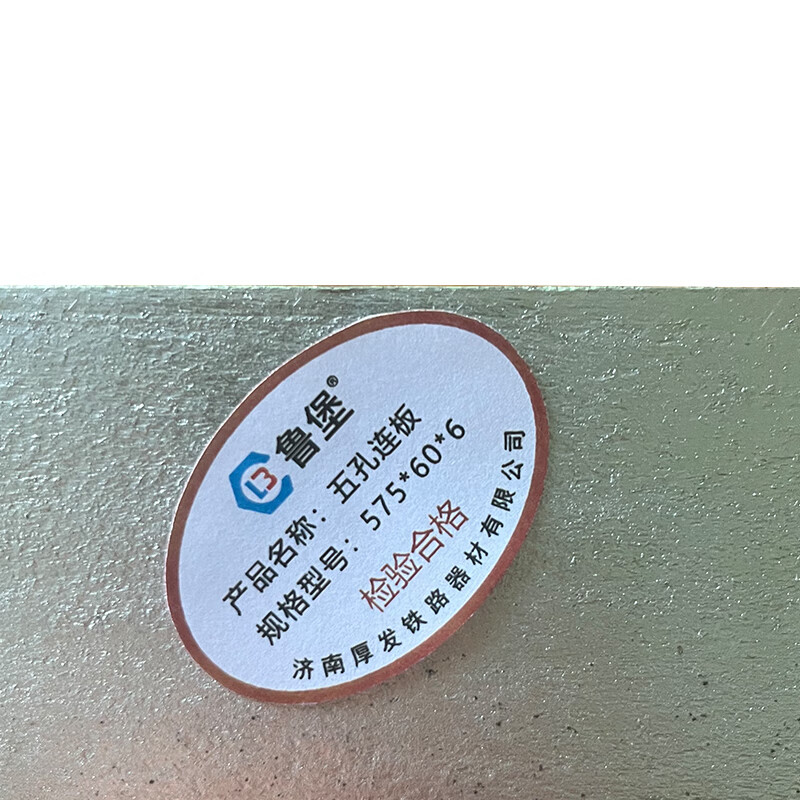 L3 鲁堡®
产品名称：五孔连板
规格型号：575*60*6
检验合格
济南厚发铁路器材有限公司